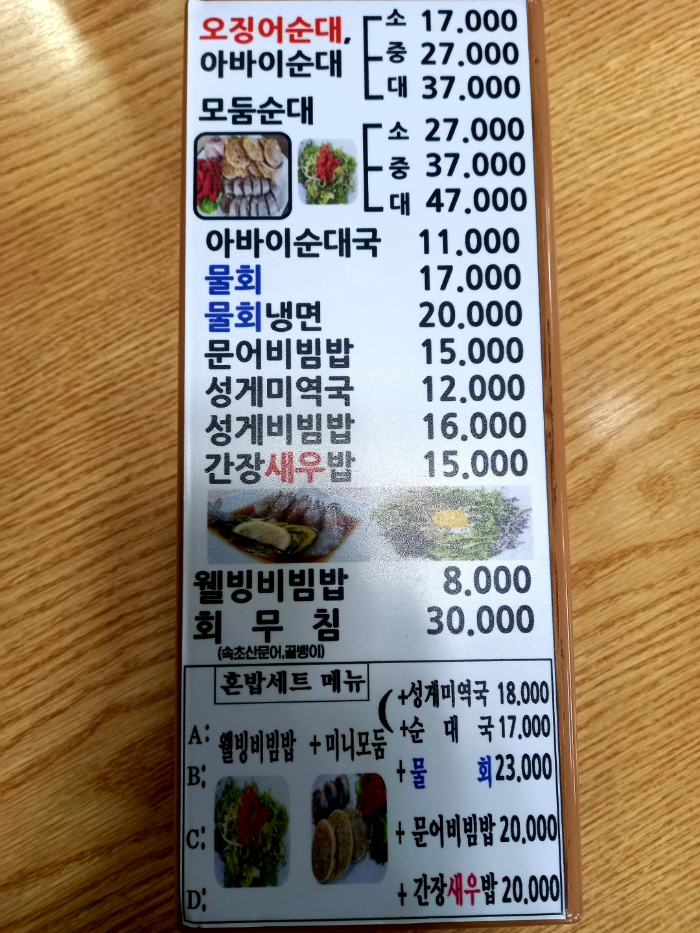 오징어순대, 소 17.000
아바이순대 중 27.000
대 37.000
모둠순대
소 27.000
중 37.000
대 47.000
아바이순대국 11.000
물회 17.000
물회냉면 20.000
문어비빔밥 15.000
성게미역국 12.000
성게비빔밥 16.000
간장새우밥 15.000
웰빙비빔밥 8.000
회 무 침 30.000
(속초산문어,골뱅이)
혼밥세트 메뉴
+성게미역국 18,000
A: 웰빙비빔밥 +미니모둠 ( +순 대 국 17.000
B: + 물 회 23,000
C: + 문어비빔밥 20,000
D: + 간장새우밥 20.000